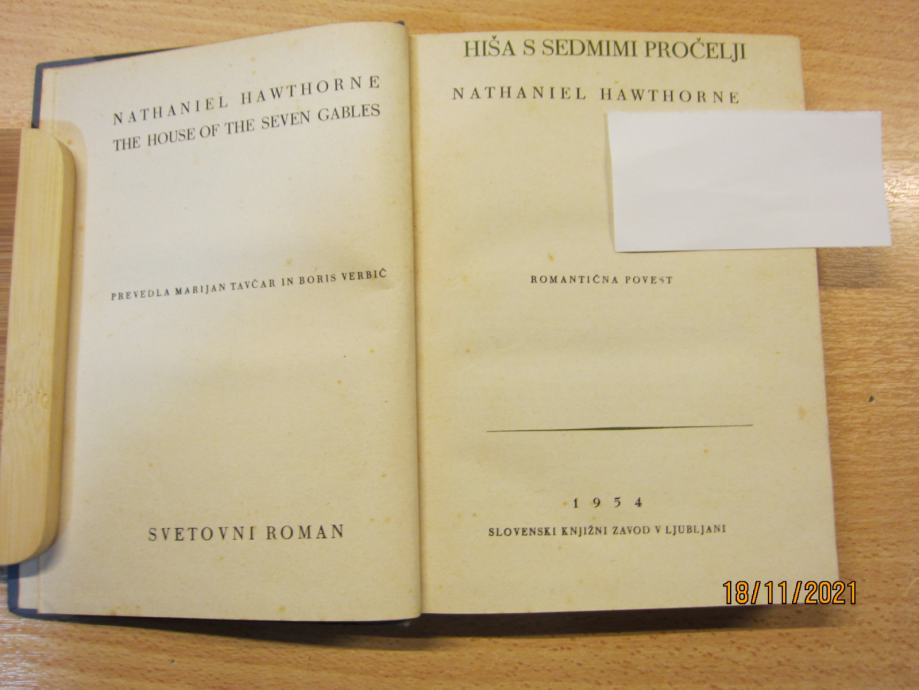 NATHANIEL HAWTHORNE
THE HOUSE OF THE SEVEN GABLES
PREVEDLA MARIJAN TAVČAR IN BORIS VERBIČ
SVETOVNI ROMAN
HIŠA S SEDMIMI PROČELJI
NATHANIEL HAWTHORNE
ROMANTIČNA POVEST
1954
SLOVENSKI KNJIŽNI ZAVOD V LJUBLJANI
18/11/2021